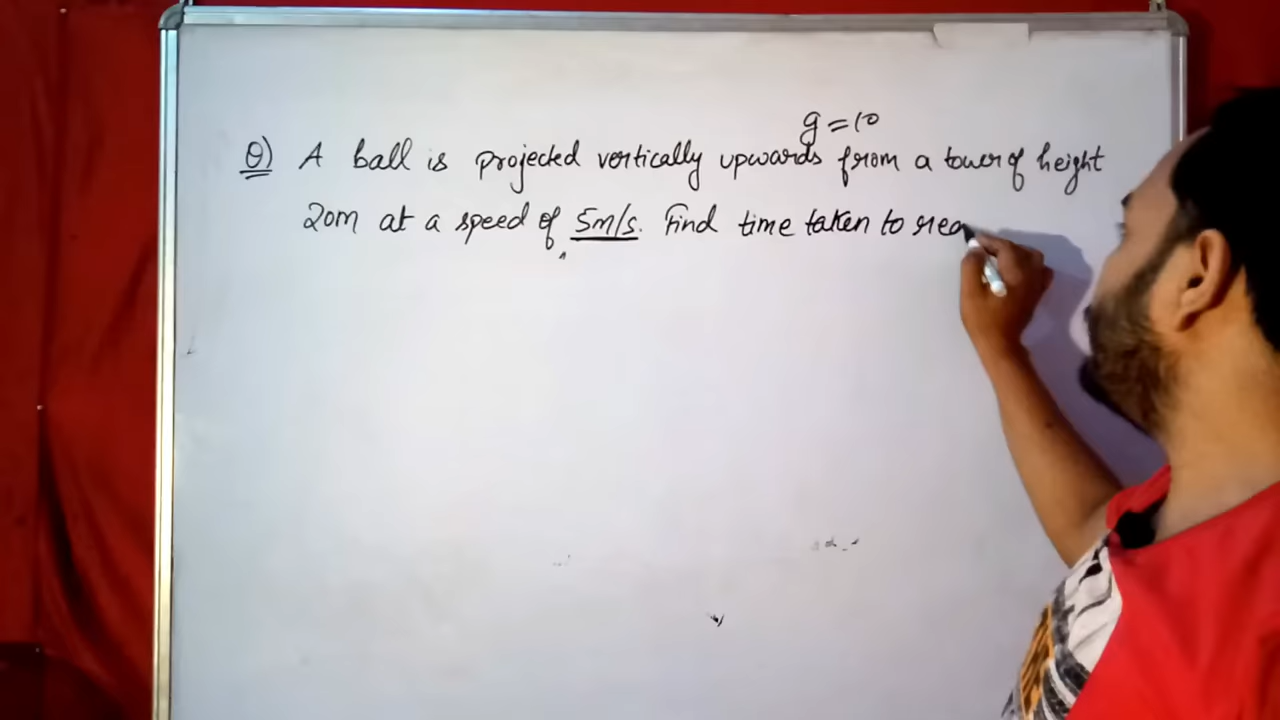 g=10
Q) A ball is projected vertically upwards from a tower of height
20m at a speed of 5m/s. Find time taken to rea